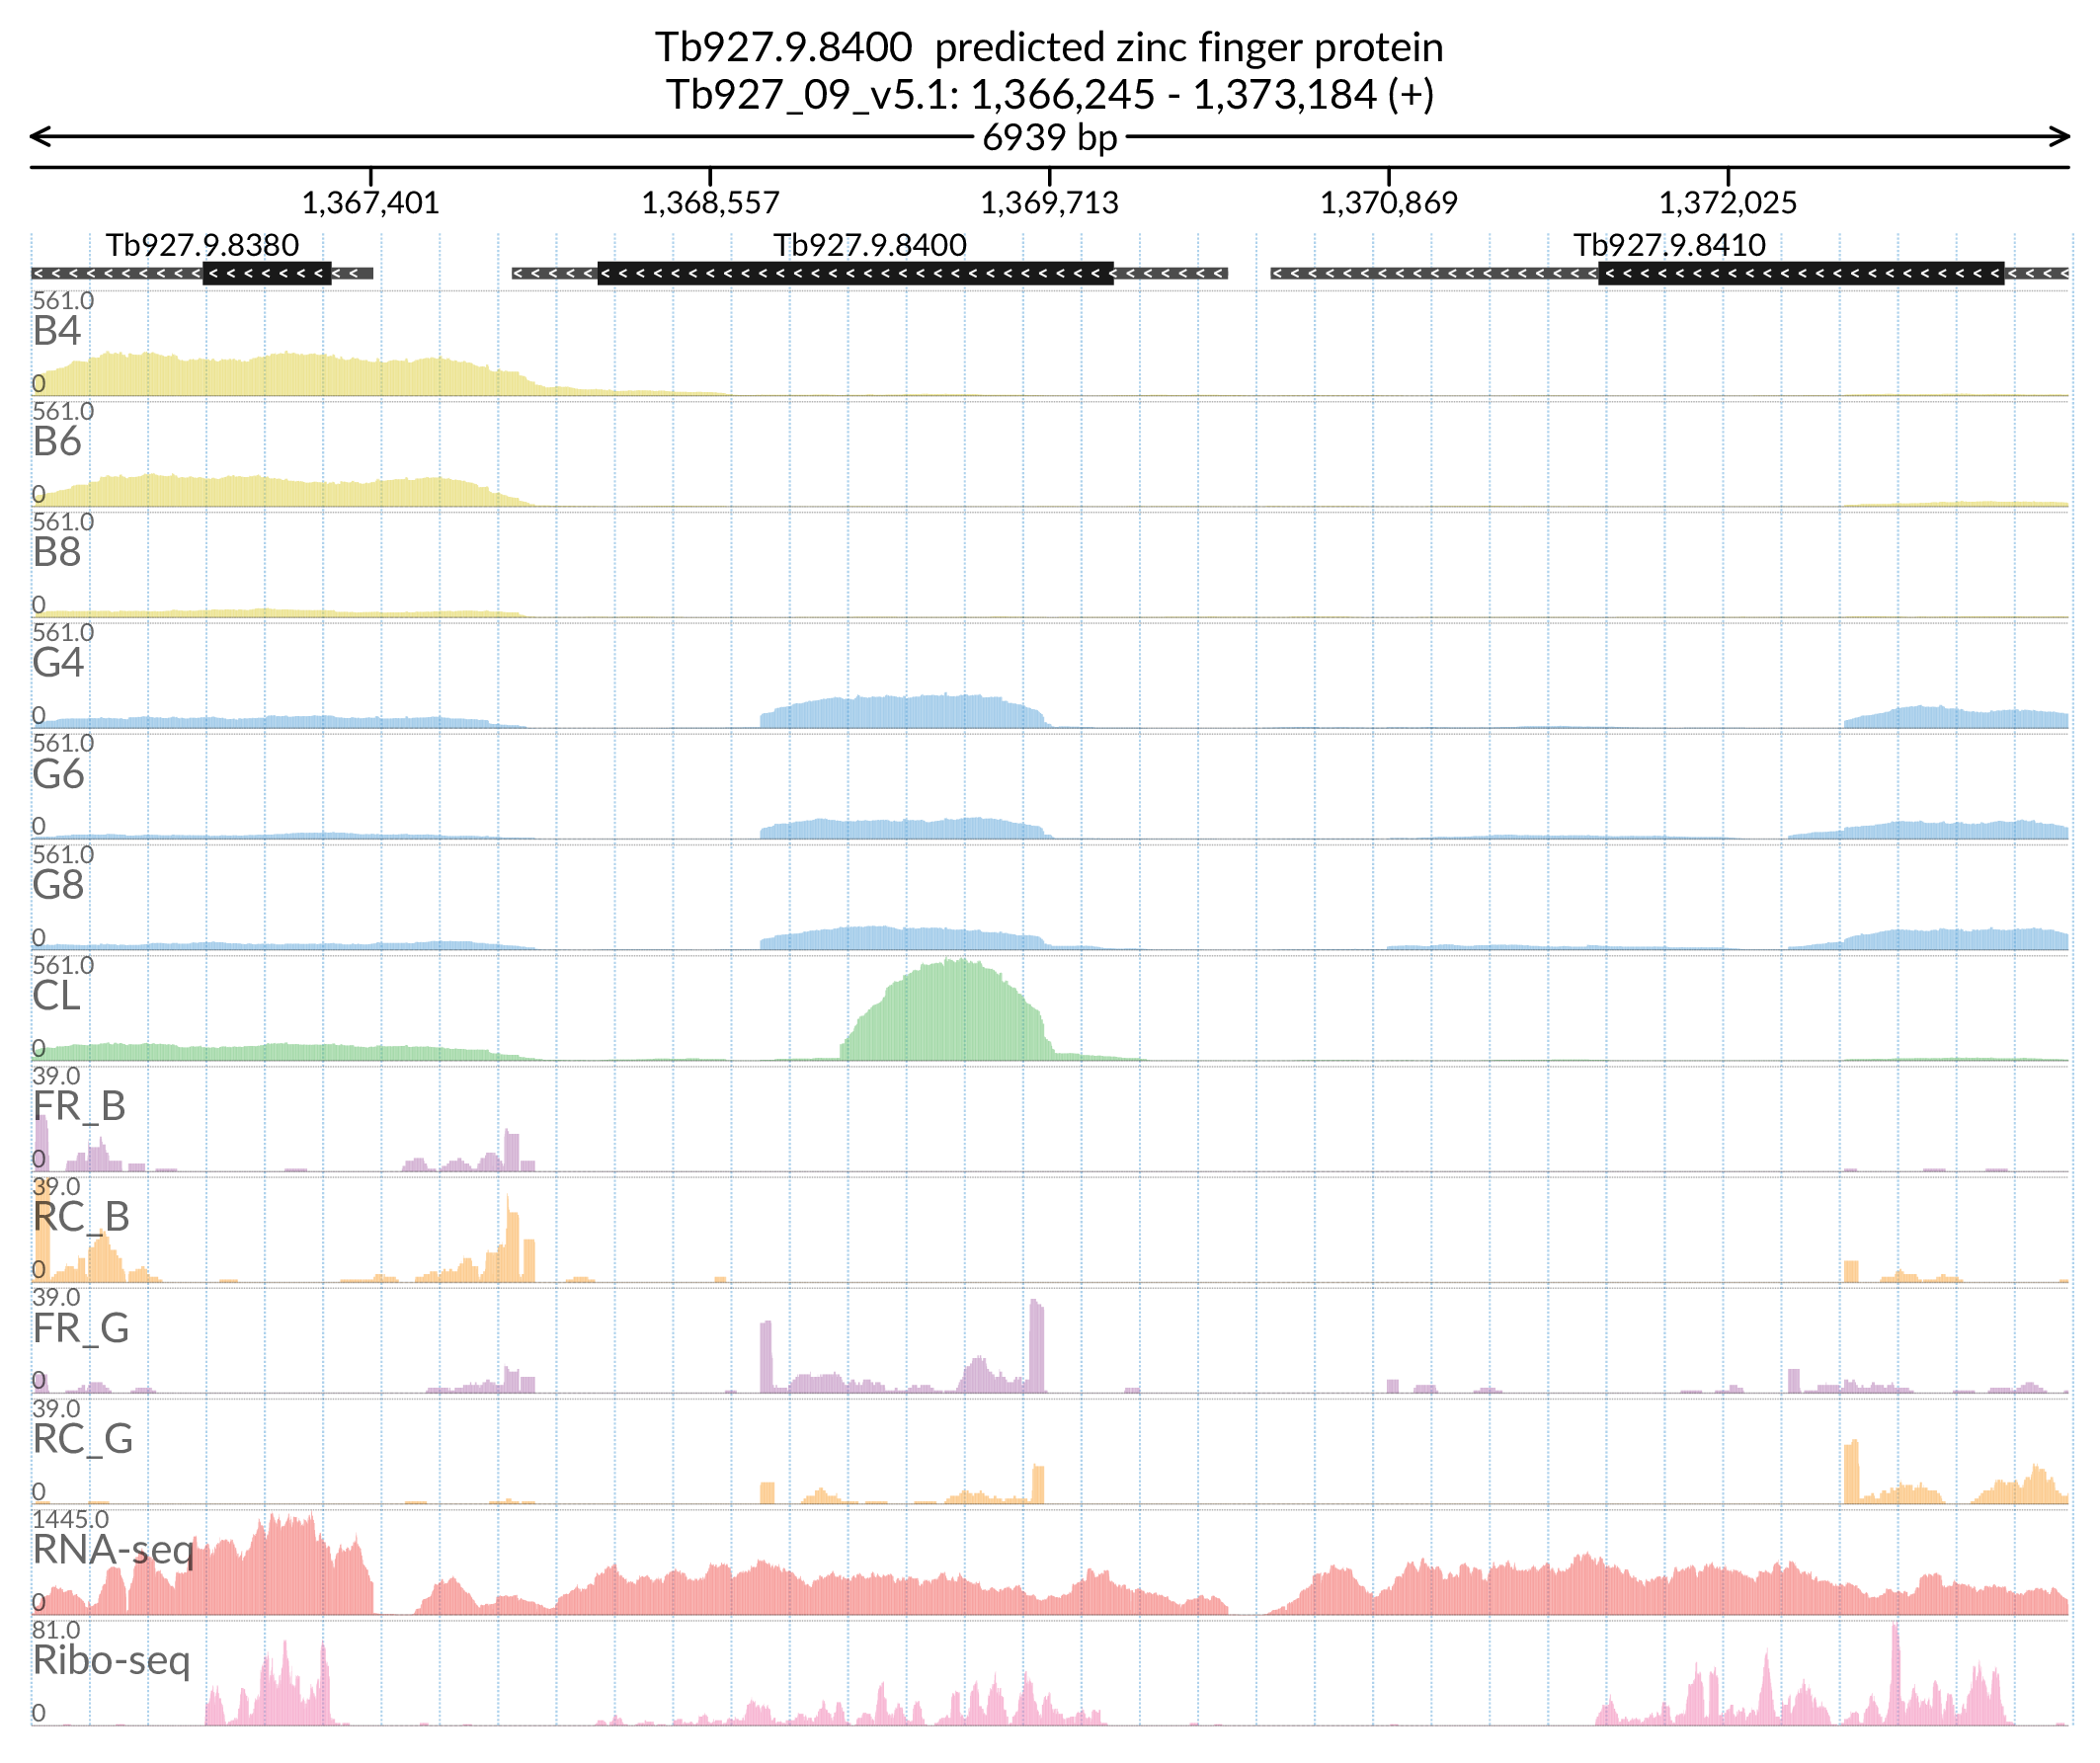 Tb927.9.8400  predicted zinc finger protein
Tb927_09_v5.1: 1,366,245 - 1,373,184 (+)
6939 bp
1,367,401 1,368,557 1,369,713 1,370,869 1,372,025
Tb927.9.8380 Tb927.9.8400 Tb927.9.8410
561.0
B4
0
561.0
B6
0
561.0
B8
0
561.0
G4
0
561.0
G6
0
561.0
G8
0
561.0
CL
0
39.0
FR_B
0
39.0
RC_B
0
39.0
FR_G
0
39.0
RC_G
0
1445.0
RNA-seq
0
81.0
Ribo-seq
0